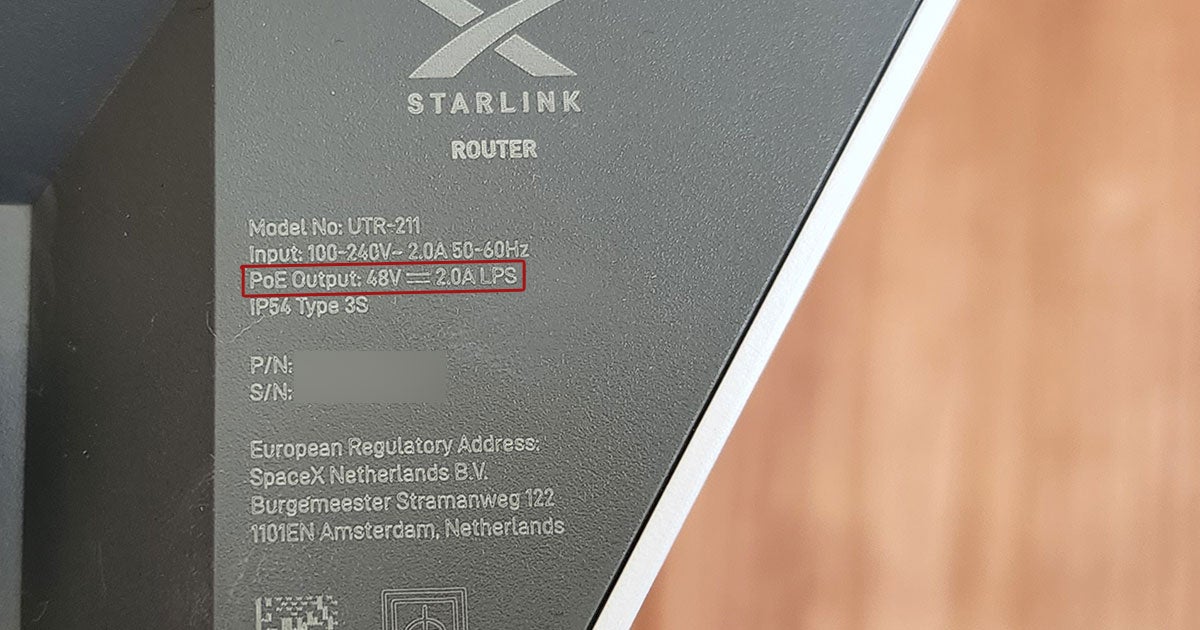 STARLINK
ROUTER
Model No: UTR-211
Input: 100-240V~ 2.0A 50-60Hz
PoE Output: 48V ⎓ 2.0A LPS
IP54 Type 3S
P/N:
S/N:
European Regulatory Address:
SpaceX Netherlands B.V.
Burgemeester Stramanweg 122
1101EN Amsterdam, Netherlands